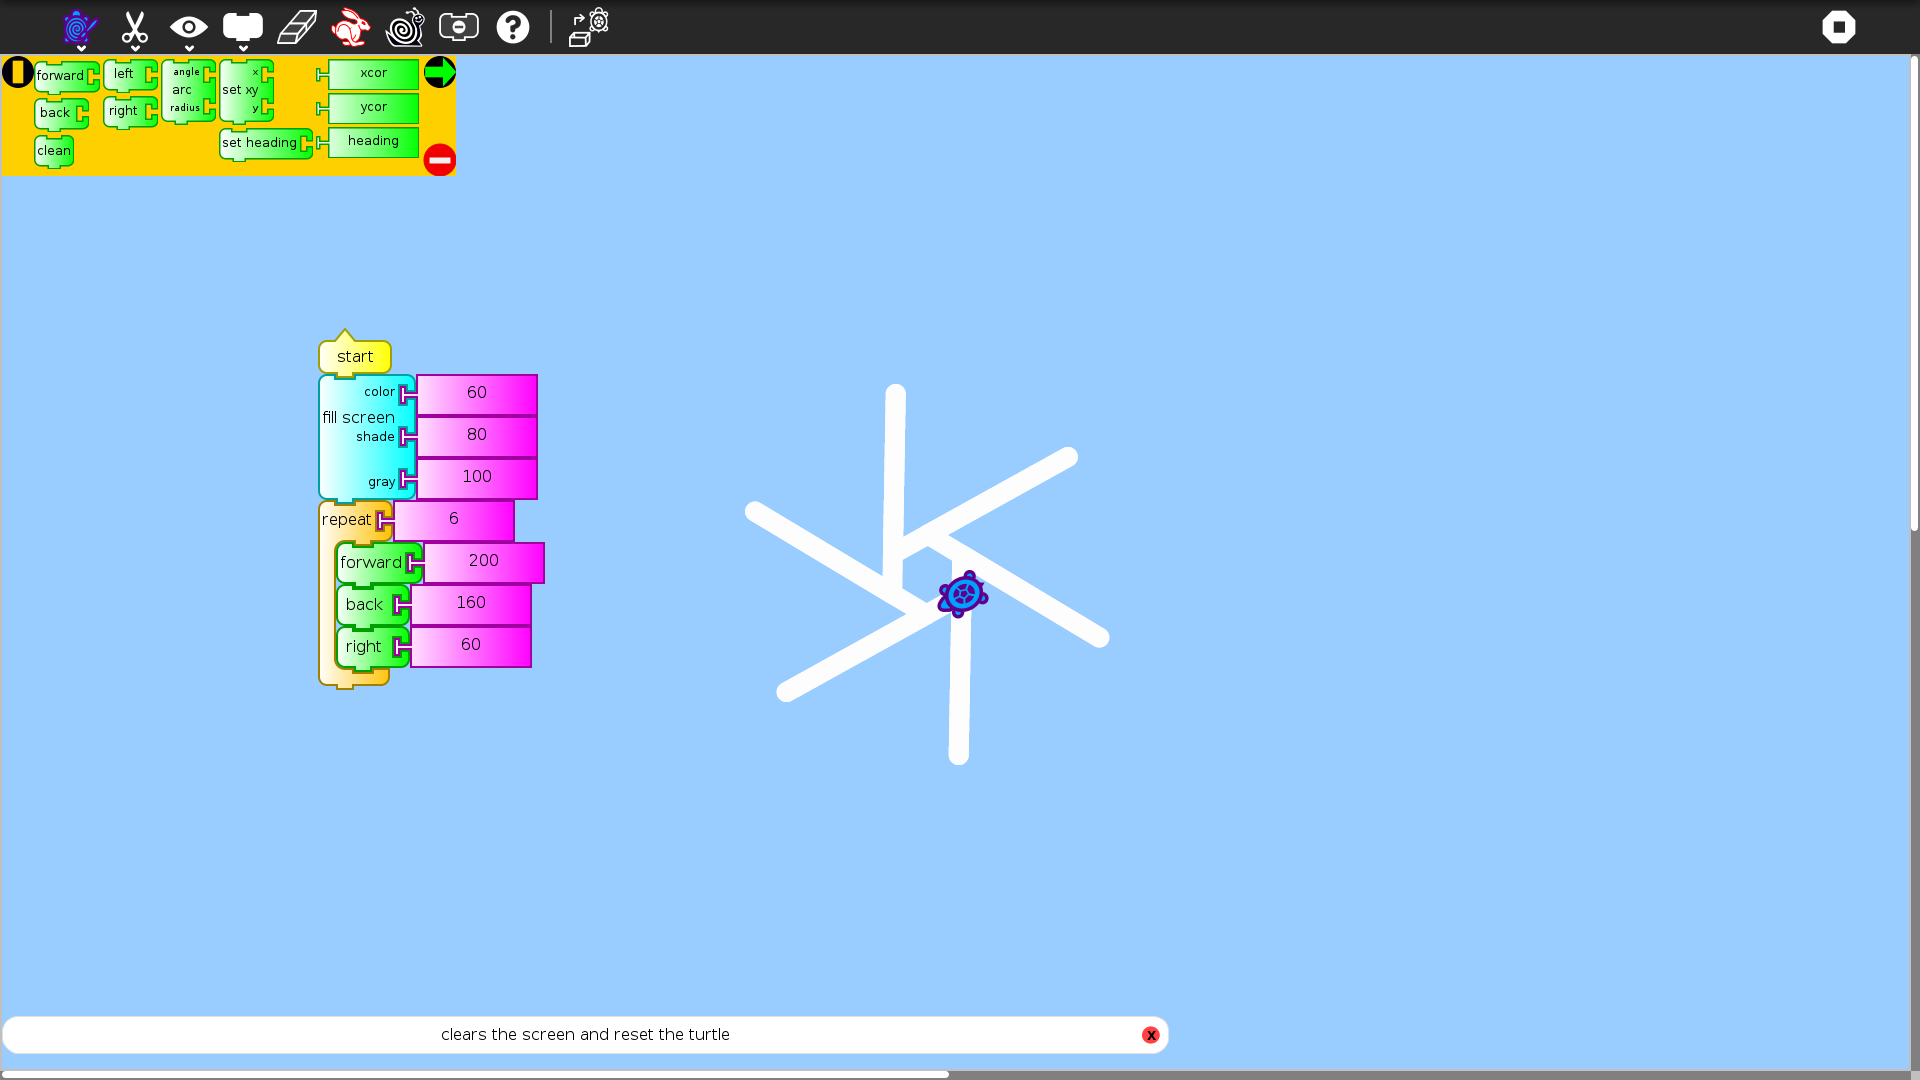 forward
left
angle
arc
radius
x
set xy
y
xcor
back
right
ycor
clean
set heading
heading
start
color 60
fill screen
shade 80
gray 100
repeat 6
forward 200
back 160
right 60
clears the screen and reset the turtle
x